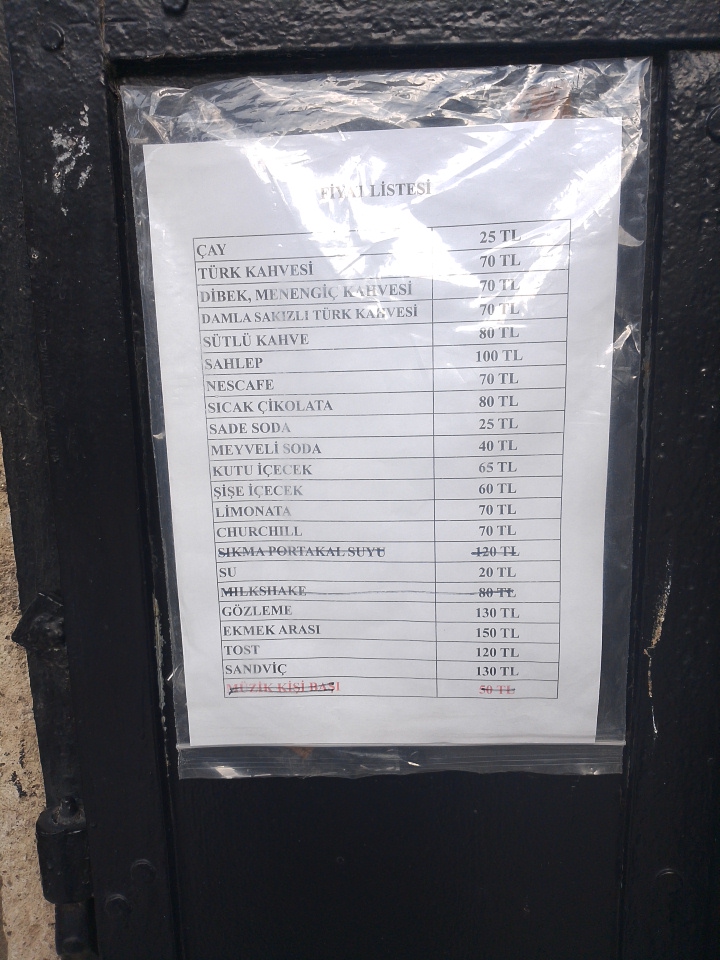 FİYAT LİSTESİ
ÇAY 25 TL
TÜRK KAHVESİ 70 TL
DİBEK, MENENGİÇ KAHVESİ 70 TL
DAMLA SAKIZLI TÜRK KAHVESİ 70 TL
SÜTLÜ KAHVE 80 TL
SAHLEP 100 TL
NESCAFE 70 TL
SICAK ÇİKOLATA 80 TL
SADE SODA 25 TL
MEYVELİ SODA 40 TL
KUTU İÇECEK 65 TL
ŞİŞE İÇECEK 60 TL
LİMONATA 70 TL
CHURCHILL 70 TL
SIKMA PORTAKAL SUYU 120 TL
SU 20 TL
MILKSHAKE 80 TL
GÖZLEME 130 TL
EKMEK ARASI 150 TL
TOST 120 TL
SANDVİÇ 130 TL
MÜZİK KİŞİ BAŞI 50 TL